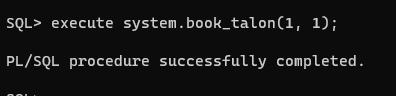 SQL> execute system.book_talon(1, 1);
PL/SQL procedure successfully completed.